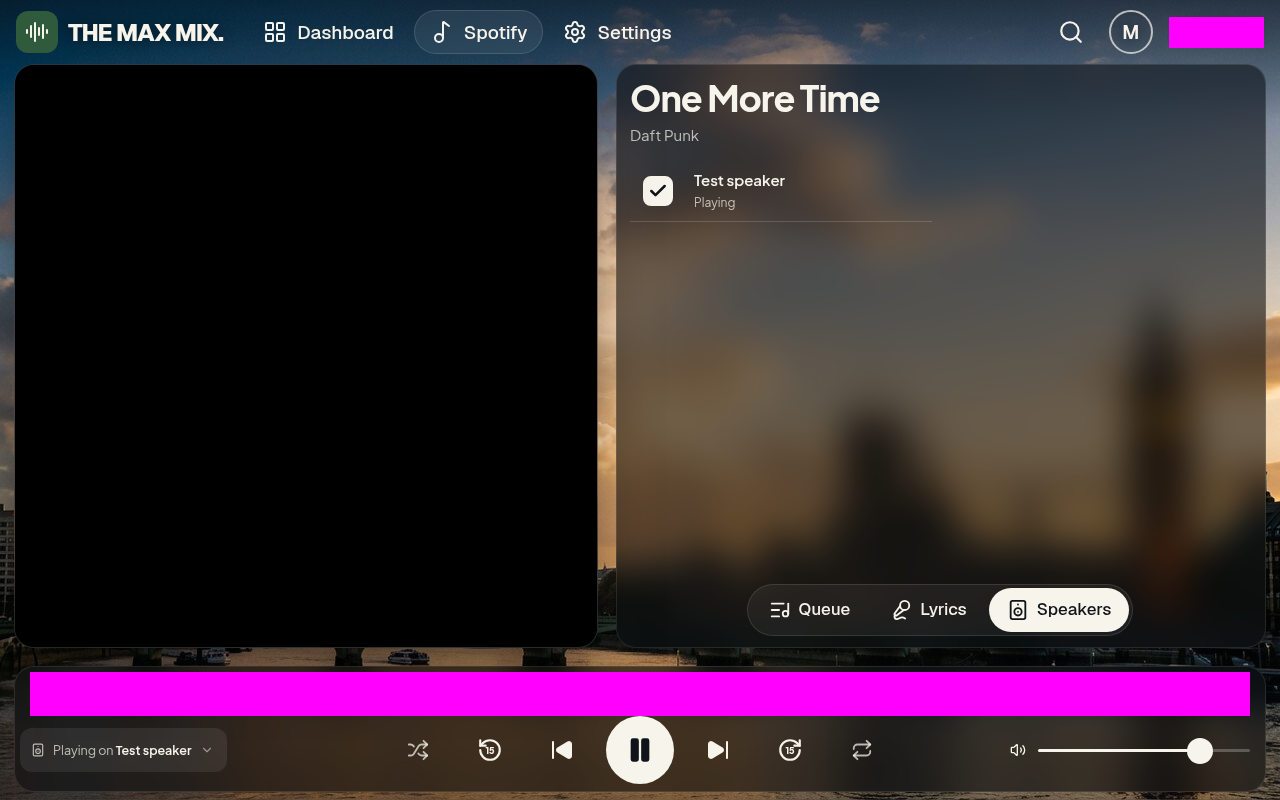 THE MAX MIX.
Dashboard
Spotify
Settings
M
One More Time
Daft Punk
Test speaker
Playing
Queue
Lyrics
Speakers
Playing on Test speaker
15
15